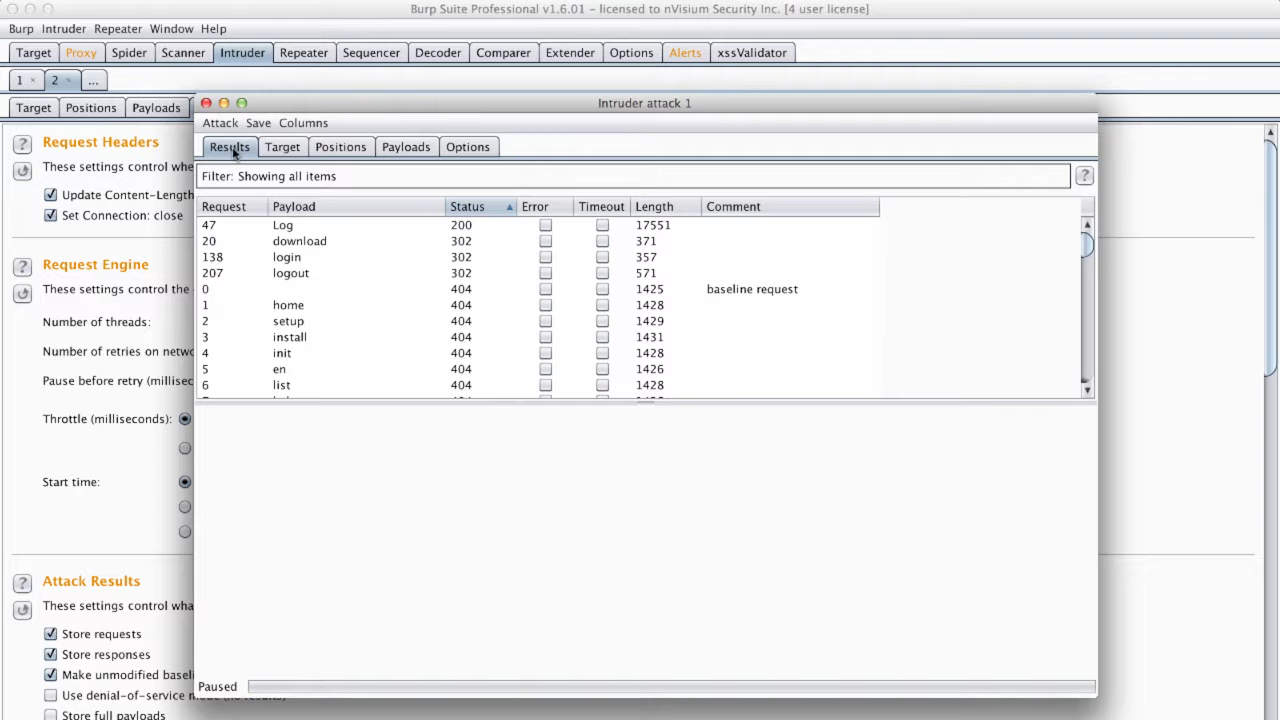 Burp Suite Professional v1.6.01 – licensed to nVisium Security Inc. [4 user license]
Burp Intruder Repeater Window Help
Target Proxy Spider Scanner Intruder Repeater Sequencer Decoder Comparer Extender Options Alerts xssValidator
1 × 2 × ...
Target Positions Payloads
Intruder attack 1
Attack Save Columns
Results Target Positions Payloads Options
Filter: Showing all items ?
Request Payload Status Error Timeout Length Comment
47 Log 200 17551
20 download 302 371
138 login 302 357
207 logout 302 571
0 404 1425 baseline request
1 home 404 1428
2 setup 404 1429
3 install 404 1431
4 init 404 1428
5 en 404 1426
6 list 404 1428
Paused
? Request Headers
These settings control whe
Update Content-Length
Set Connection: close
? Request Engine
These settings control the
Number of threads:
Number of retries on netwo
Pause before retry (millisec
Throttle (milliseconds):
Start time:
? Attack Results
These settings control wha
Store requests
Store responses
Make unmodified baseli
Use denial-of-service mode (no results)
Store full payloads